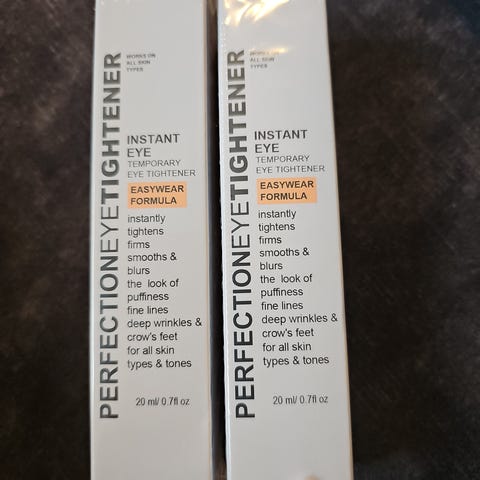 PERFECTIONEYETIGHTENER
WORKS ON
ALL SKIN
TYPES
INSTANT
EYE
TEMPORARY
EYE TIGHTENER
EASYWEAR
FORMULA
instantly
tightens
firms
smooths &
blurs
the look of
puffiness
fine lines
deep wrinkles &
crow's feet
for all skin
types & tones
20 ml/ 0.7fl oz
PERFECTIONEYETIGHTENER
WORKS ON
ALL SKIN
TYPES
INSTANT
EYE
TEMPORARY
EYE TIGHTENER
EASYWEAR
FORMULA
instantly
tightens
firms
smooths &
blurs
the look of
puffiness
fine lines
deep wrinkles &
crow's feet
for all skin
types & tones
20 ml/ 0.7fl oz